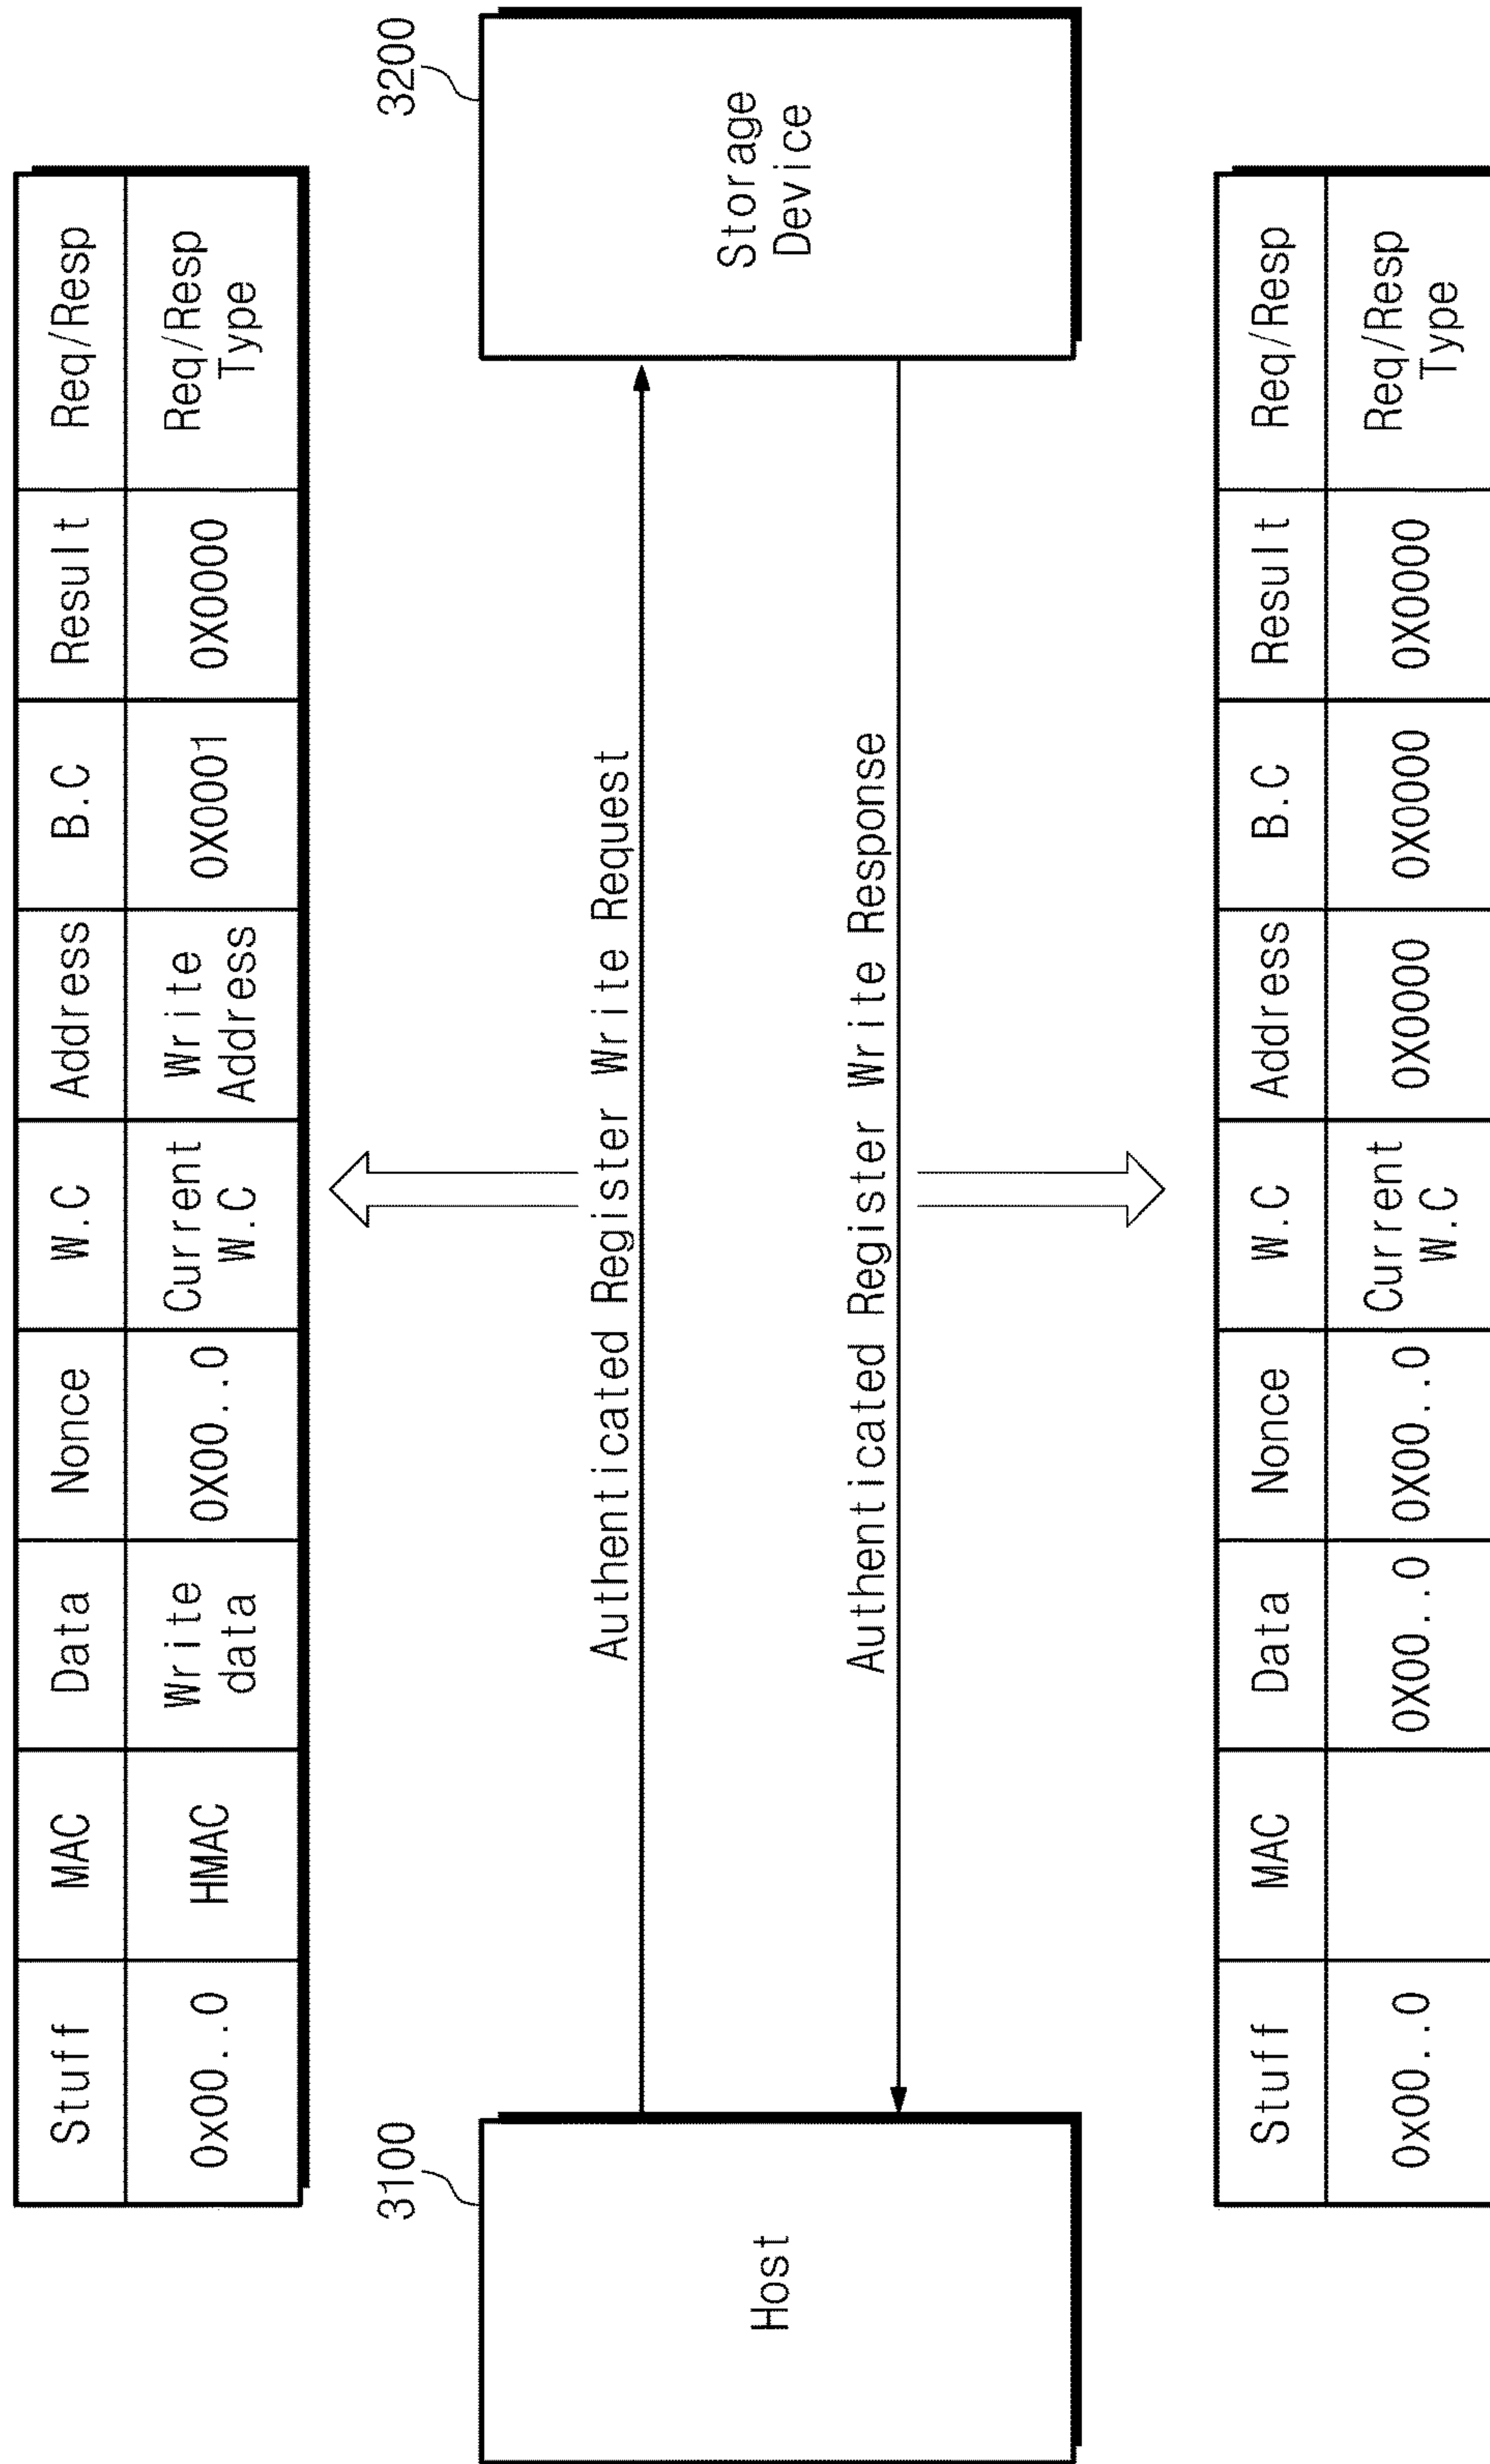 Stuff MAC Data Nonce W.C Address B.C Result Req/Resp
0x00..0 HMAC Write data 0X00..0 Current W.C Write Address 0X0001 0X0000 Req/Resp Type
3100
3200
Host
Authenticated Register Write Request
Authenticated Register Write Response
Storage
Device
Stuff MAC Data Nonce W.C Address B.C Result Req/Resp
0x00..0 0X00..0 0X00..0 Current W.C 0X0000 0X0000 0X0000 Req/Resp Type